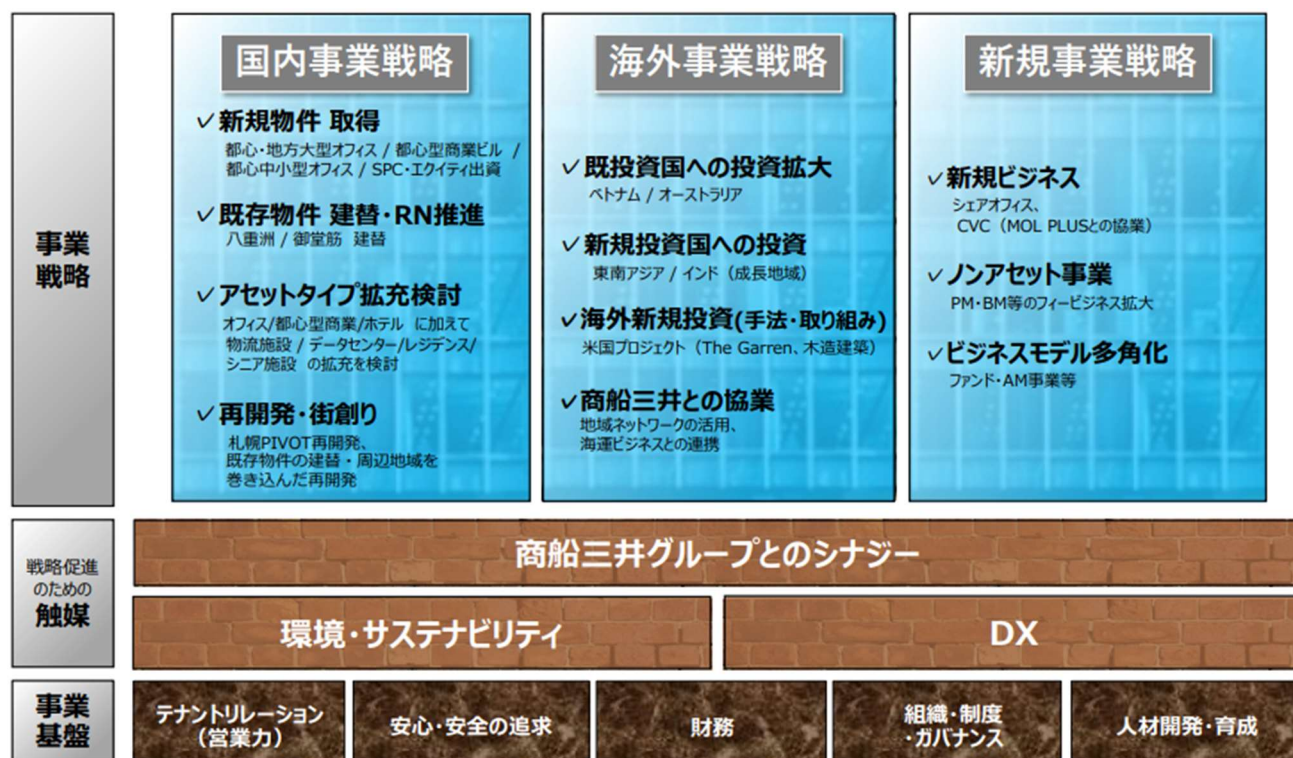 事業
戦略
国内事業戦略
✓新規物件 取得
都心・地方大型オフィス / 都心型商業ビル /
都心中小型オフィス / SPC・エクイティ出資
✓既存物件 建替・RN推進
八重洲 / 御堂筋 建替
✓アセットタイプ拡充検討
オフィス/都心型商業/ホテル に加えて
物流施設 / データセンター/レジデンス/
シニア施設 の拡充を検討
✓再開発・街創り
札幌PIVOT再開発、
既存物件の建替・周辺地域を
巻き込んだ再開発
海外事業戦略
✓既投資国への投資拡大
ベトナム / オーストラリア
✓新規投資国への投資
東南アジア / インド（成長地域）
✓海外新規投資(手法・取り組み)
米国プロジェクト（The Garren、木造建築）
✓商船三井との協業
地域ネットワークの活用、
海運ビジネスとの連携
新規事業戦略
✓新規ビジネス
シェアオフィス、
CVC（MOL PLUSとの協業）
✓ノンアセット事業
PM・BM等のフィービジネス拡大
✓ビジネスモデル多角化
ファンド・AM事業等
戦略促進
のための
触媒
商船三井グループとのシナジー
環境・サステナビリティ
DX
事業
基盤
テナントリレーション
（営業力）
安心・安全の追求
財務
組織・制度
・ガバナンス
人材開発・育成